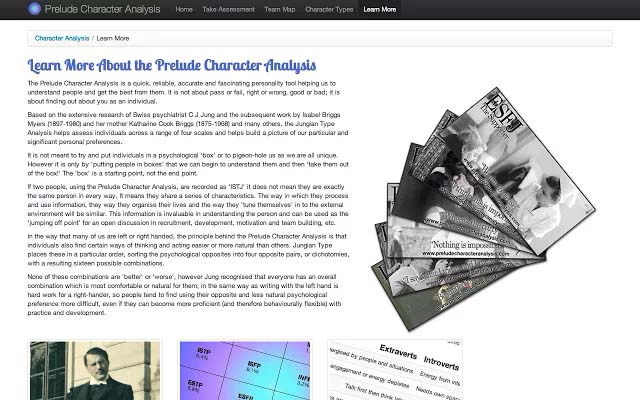 Prelude Character Analysis
Home Take Assessment Team Map Character Types Learn More
Character Analysis / Learn More
Learn More About the Prelude Character Analysis
The Prelude Character Analysis is a quick, reliable, accurate and fascinating personality tool helping us to
understand people and get the best from them. It is not about pass or fail, right or wrong, good or bad; it is
about finding out about you as an individual.
Based on the extensive research of Swiss psychiatrist C J Jung and the subsequent work by Isabel Briggs
Myers (1897-1980) and her mother Katharine Cook Briggs (1875-1968) and many others, the Jungian Type
Analysis helps assess individuals across a range of four scales and helps build a picture of our particular and
significant personal preferences.
It is not meant to try and put individuals in a psychological 'box' or to pigeon-hole us as we are all unique.
However it is only by 'putting people in boxes' that we can begin to understand them and then 'take them out
of the box!' The 'box' is a starting point, not the end point.
If two people, using the Prelude Character Analysis, are recorded as 'ISTJ' it does not mean they are exactly
the same person in every way. It means they share a series of characteristics. The way in which they process
and use information, they way they organise their lives and the way they 'tune themselves' in to the external
environment will be similar. This information is invaluable in understanding the person and can be used as the
'jumping off point' for an open discussion in recruitment, development, motivation and team building, etc.
In the way that many of us are left or right handed, the principle behind the Prelude Character Analysis is that
individuals also find certain ways of thinking and acting easier or more natural than others. Jungian Type
places these in a particular order, sorting the psychological opposites into four opposite pairs, or dichotomies,
with a resulting sixteen possible combinations.
None of these combinations are 'better' or 'worse', however Jung recognised that everyone has an overall
combination which is most comfortable or natural for them; in the same way as writing with the left hand is
hard work for a right-hander, so people tend to find using their opposite and less natural psychological
preference more difficult, even if they can become more proficient (and therefore behaviourally flexible) with
practice and development.
ESFJ
"Nothing is impos
www.preludecharacteranalysis.com
ISTP
6.4%
ISFP
6.1%
INF
3.2%
ESTP
5.8%
ESFP
Extraverts Introverts
ergised by people and situations Energy from
engagement or energy depletes Needs own spac
Talk first then think